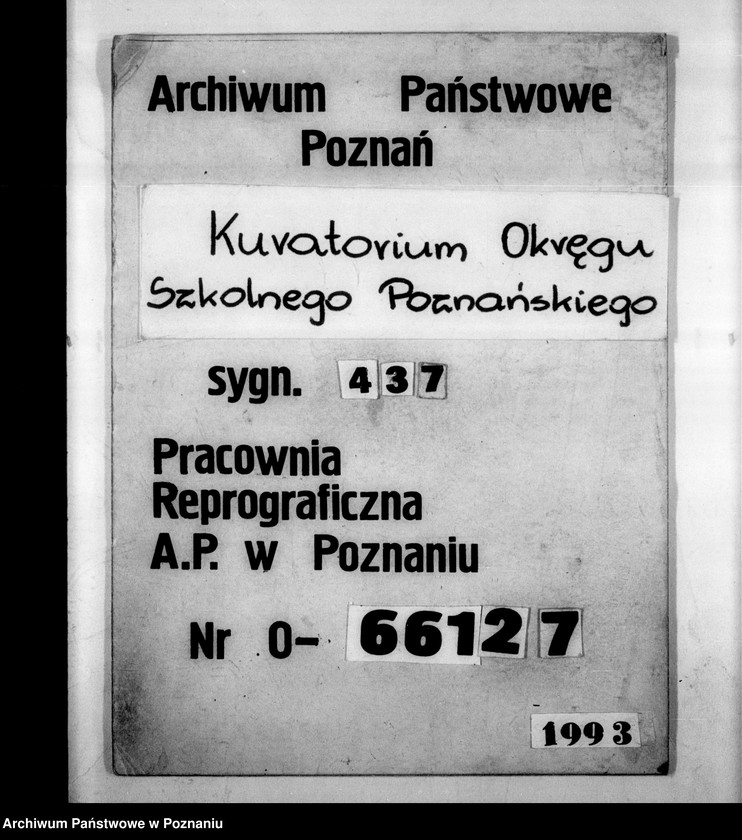 Archiwum Państwowe
Poznań
Kuratorium Okręgu
Szkolnego Poznańskiego
sygn. 437
Pracownia
Reprograficzna
A.P. w Poznaniu
Nr 0- 66127
1993
Archiwum Państwowe w Poznaniu